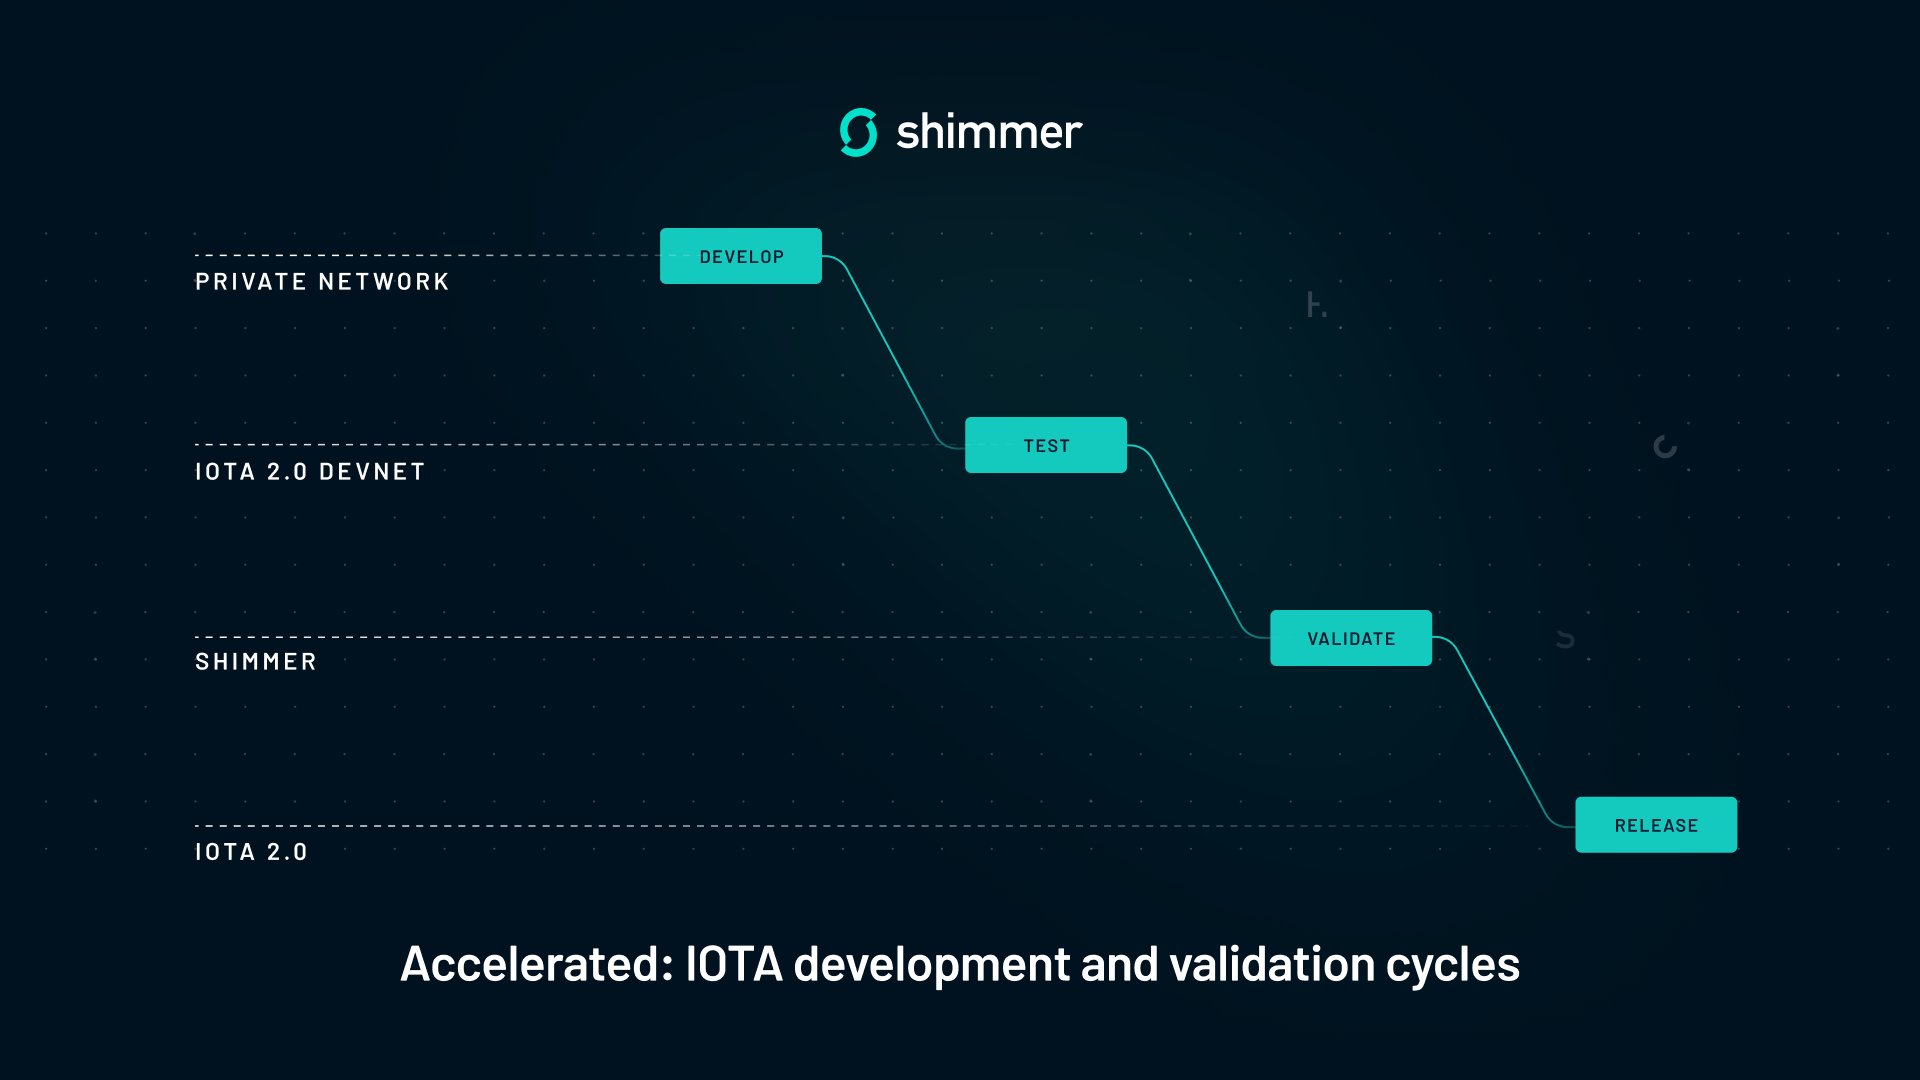 shimmer
DEVELOP
PRIVATE NETWORK
TEST
IOTA 2.0 DEVNET
VALIDATE
SHIMMER
RELEASE
IOTA 2.0
Accelerated: IOTA development and validation cycles